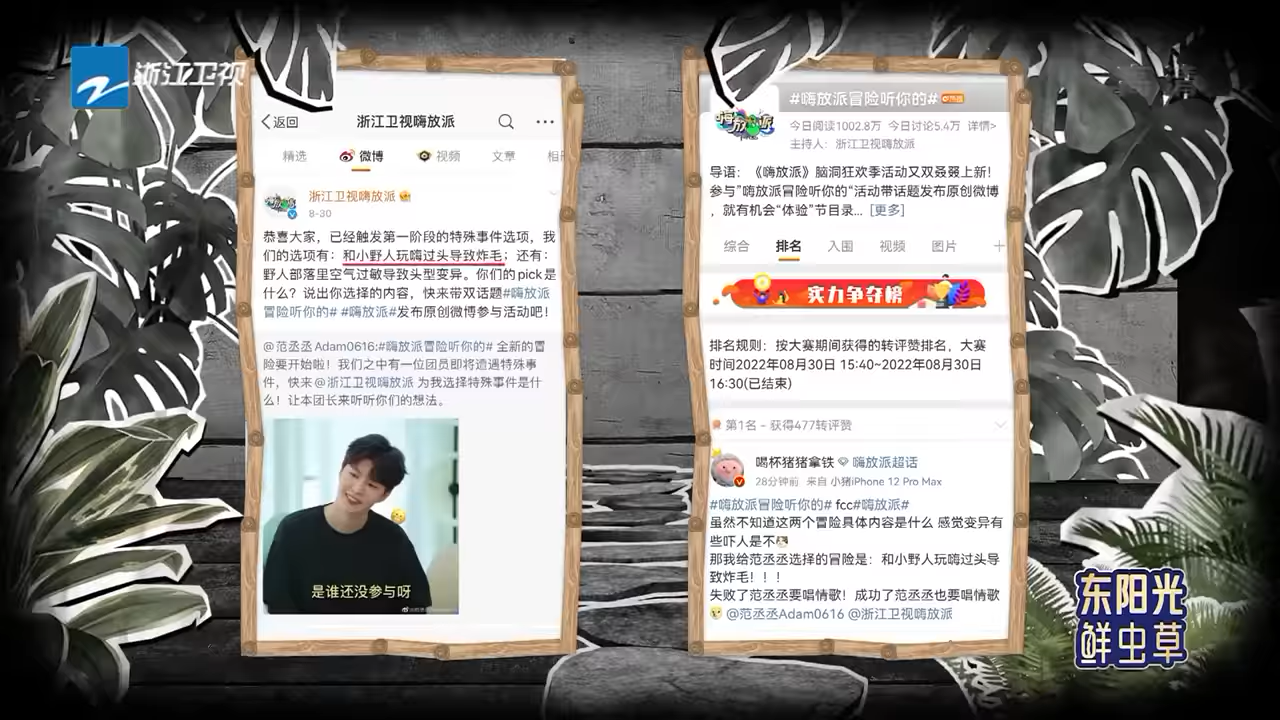 浙江卫视
返回
浙江卫视嗨放派
精选
微博
视频
文章
浙江卫视嗨放派
8-30
恭喜大家，已经触发第一阶段的特殊事件选项，我
们的选项有：和小野人玩嗨过头导致炸毛；还有：
野人部落里空气过敏导致头型变异。你们的pick是
什么？说出你选择的内容，快来带双话题#嗨放派
冒险听你的# #嗨放派#发布原创微博参与活动吧！
@范丞丞Adam0616:#嗨放派冒险听你的# 全新的冒
险要开始啦！我们之中有一位团员即将遭遇特殊事
件，快来@浙江卫视嗨放派 为我选择特殊事件是什
么！让本团长来听听你们的想法。
是谁还没参与呀
#嗨放派冒险听你的#
嗨放派
今日阅读1002.8万 今日讨论5.4万 详情>
主持人：浙江卫视嗨放派
导语：《嗨放派》脑洞狂欢季活动又双叒叕上新！
参与"嗨放派冒险听你的"活动带话题发布原创微博
，就有机会“体验”节目录... [更多]
综合
排名
入围
视频
图片
实力争夺榜
排名规则：按大赛期间获得的转评赞排名，大赛
时间2022年08月30日 15:40~2022年08月30日
16:30(已结束)
第1名 - 获得477转评赞
喝杯猪猪拿铁 嗨放派超话
28分钟前 来自 小猪iPhone 12 Pro Max
#嗨放派冒险听你的# fcc#嗨放派#
虽然不知道这两个冒险具体内容是什么 感觉变异有
些吓人是不
那我给范丞丞选择的冒险是：和小野人玩嗨过头导
致炸毛！！！
失败了范丞丞要唱情歌！成功了范丞丞也要唱情歌
@范丞丞Adam0616 @浙江卫视嗨放派
东阳光
鲜虫草